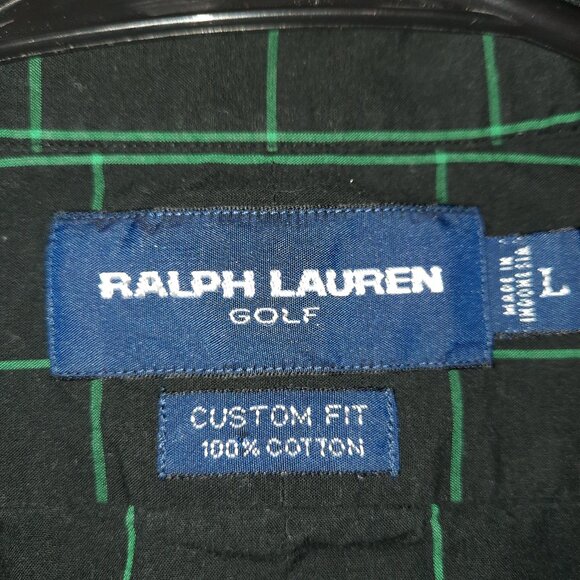 RALPH LAUREN
GOLF
MADE IN
INDONESIA
L
CUSTOM FIT
100% COTTON